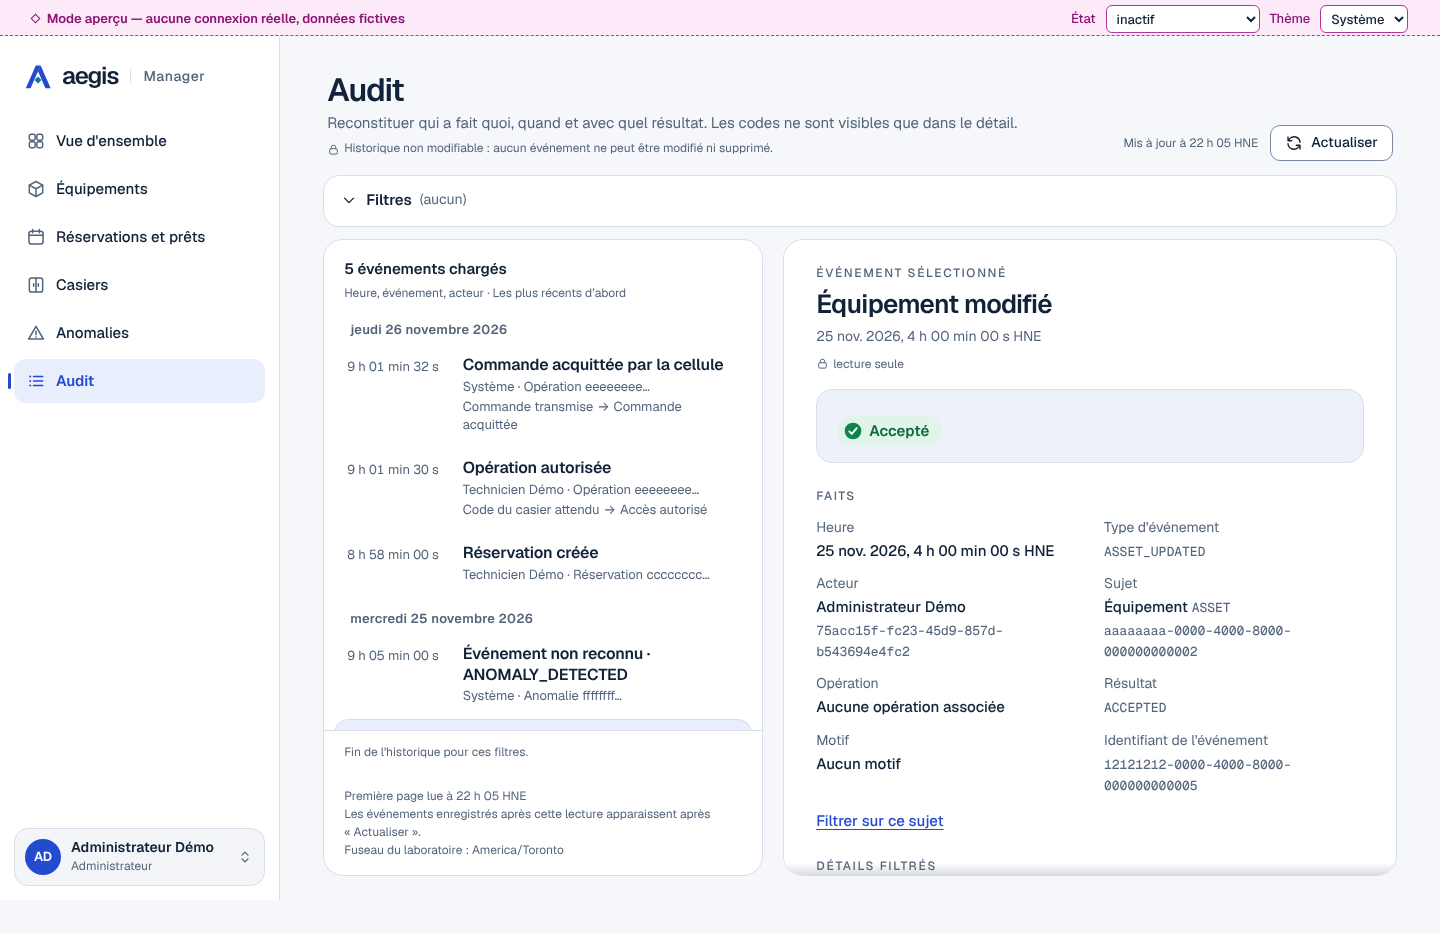 Mode aperçu — aucune connexion réelle, données fictives
État
inactif
Thème
Système
aegis
Manager
Vue d'ensemble
Équipements
Réservations et prêts
Casiers
Anomalies
Audit
AD
Administrateur Démo
Administrateur
Audit
Reconstituer qui a fait quoi, quand et avec quel résultat. Les codes ne sont visibles que dans le détail.
Historique non modifiable : aucun événement ne peut être modifié ni supprimé.
Mis à jour à 22 h 05 HNE
Actualiser
Filtres (aucun)
5 événements chargés
Heure, événement, acteur · Les plus récents d'abord
jeudi 26 novembre 2026
9 h 01 min 32 s
Commande acquittée par la cellule
Système · Opération eeeeeeee…
Commande transmise → Commande
acquittée
9 h 01 min 30 s
Opération autorisée
Technicien Démo · Opération eeeeeeee…
Code du casier attendu → Accès autorisé
8 h 58 min 00 s
Réservation créée
Technicien Démo · Réservation cccccccc…
mercredi 25 novembre 2026
9 h 05 min 00 s
Événement non reconnu ·
ANOMALY_DETECTED
Système · Anomalie ffffffff…
Fin de l'historique pour ces filtres.
Première page lue à 22 h 05 HNE
Les événements enregistrés après cette lecture apparaissent après
« Actualiser ».
Fuseau du laboratoire : America/Toronto
ÉVÉNEMENT SÉLECTIONNÉ
Équipement modifié
25 nov. 2026, 4 h 00 min 00 s HNE
lecture seule
Accepté
FAITS
Heure
25 nov. 2026, 4 h 00 min 00 s HNE
Type d'événement
ASSET_UPDATED
Acteur
Administrateur Démo
75acc15f-fc23-45d9-857d-
b543694e4fc2
Sujet
Équipement ASSET
aaaaaaaa-0000-4000-8000-
000000000002
Opération
Aucune opération associée
Résultat
ACCEPTED
Motif
Aucun motif
Identifiant de l'événement
12121212-0000-4000-8000-
000000000005
Filtrer sur ce sujet
DÉTAILS FILTRÉS